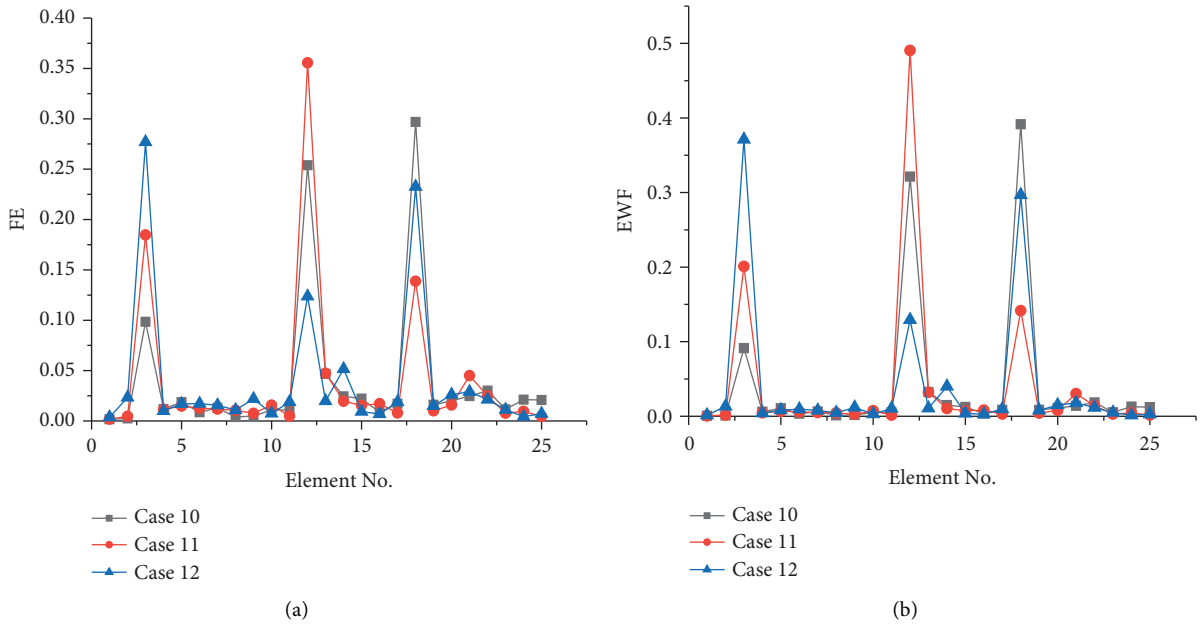 0.40
0.35
0.30
0.25
0.20
0.15
0.10
0.05
0.00
FE
0 5 10 15 20 25
Element No.
Case 10
Case 11
Case 12
(a)
0.5
0.4
0.3
0.2
0.1
0.0
EWF
0 5 10 15 20 25
Element No.
Case 10
Case 11
Case 12
(b)